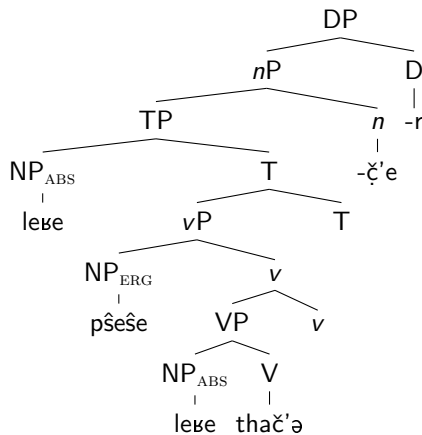 DP
nP D
TP n -r
NP_ABS T -č̣’e
leʁe vP T
NP_ERG v
pŝeŝe VP v
NP_ABS V
leʁe thač’ə